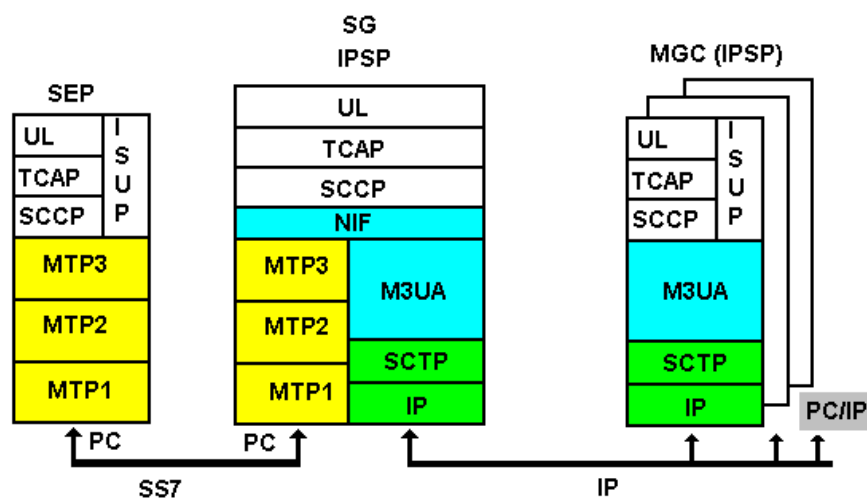 SG
IPSP
MGC (IPSP)
SEP
UL
TCAP
SCCP
ISUP
MTP3
MTP2
MTP1
UL
TCAP
SCCP
NIF
MTP3
MTP2
MTP1
M3UA
SCTP
IP
UL
TCAP
SCCP
ISUP
M3UA
SCTP
IP
PC/IP
PC
PC
SS7
IP